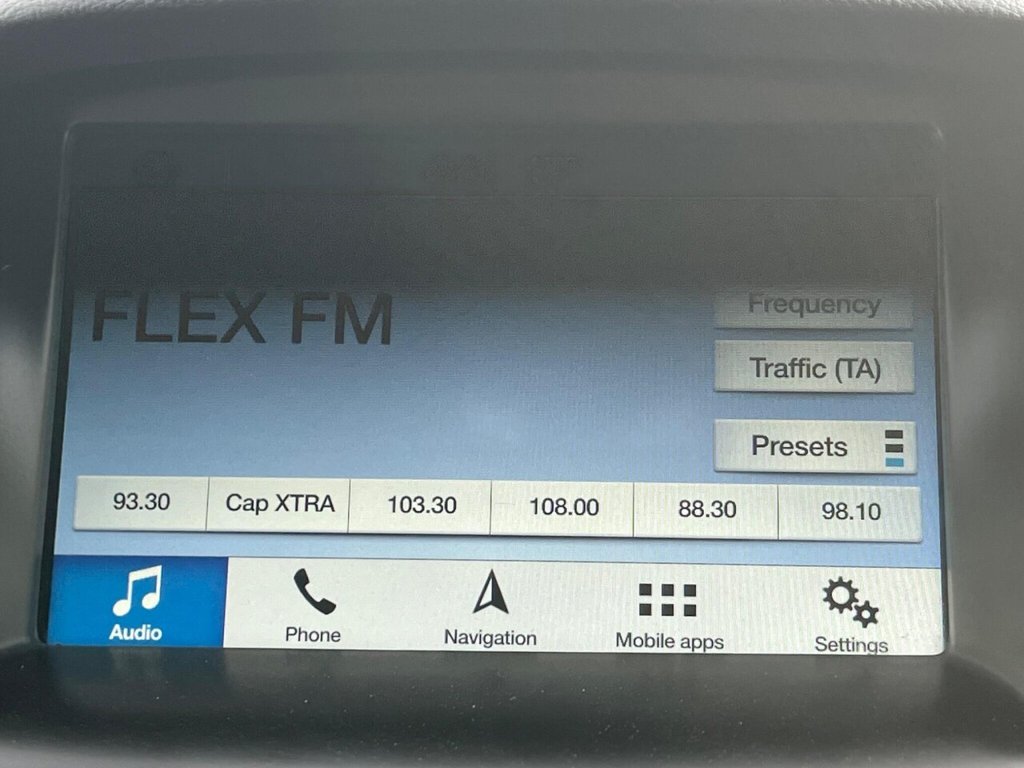 FLEX FM
Frequency
Traffic (TA)
Presets
93.30 Cap XTRA 103.30 108.00 88.30 98.10
Audio Phone Navigation Mobile apps Settings